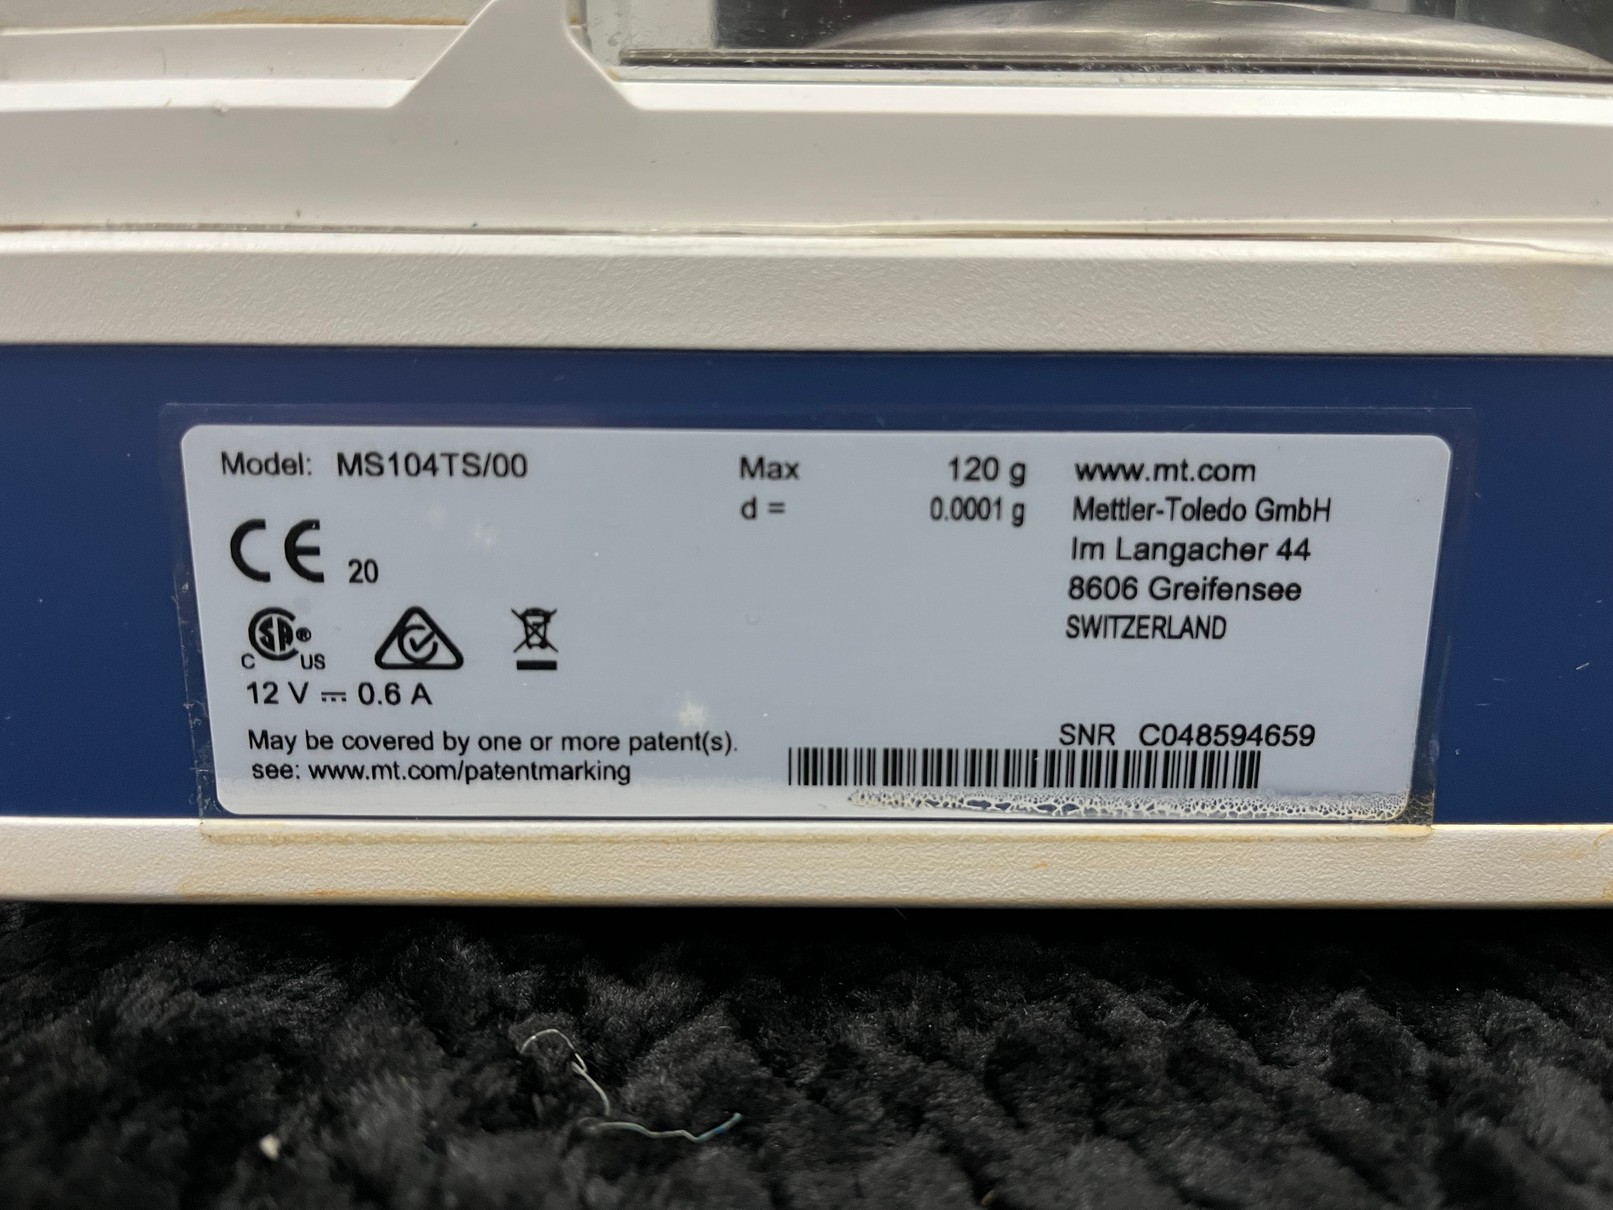 Model: MS104TS/00
Max 120 g
d = 0.0001 g
www.mt.com
Mettler-Toledo GmbH
Im Langacher 44
8606 Greifensee
SWITZERLAND
CE 20
C SA® US
12 V ⎓ 0.6 A
May be covered by one or more patent(s).
see: www.mt.com/patentmarking
SNR C048594659